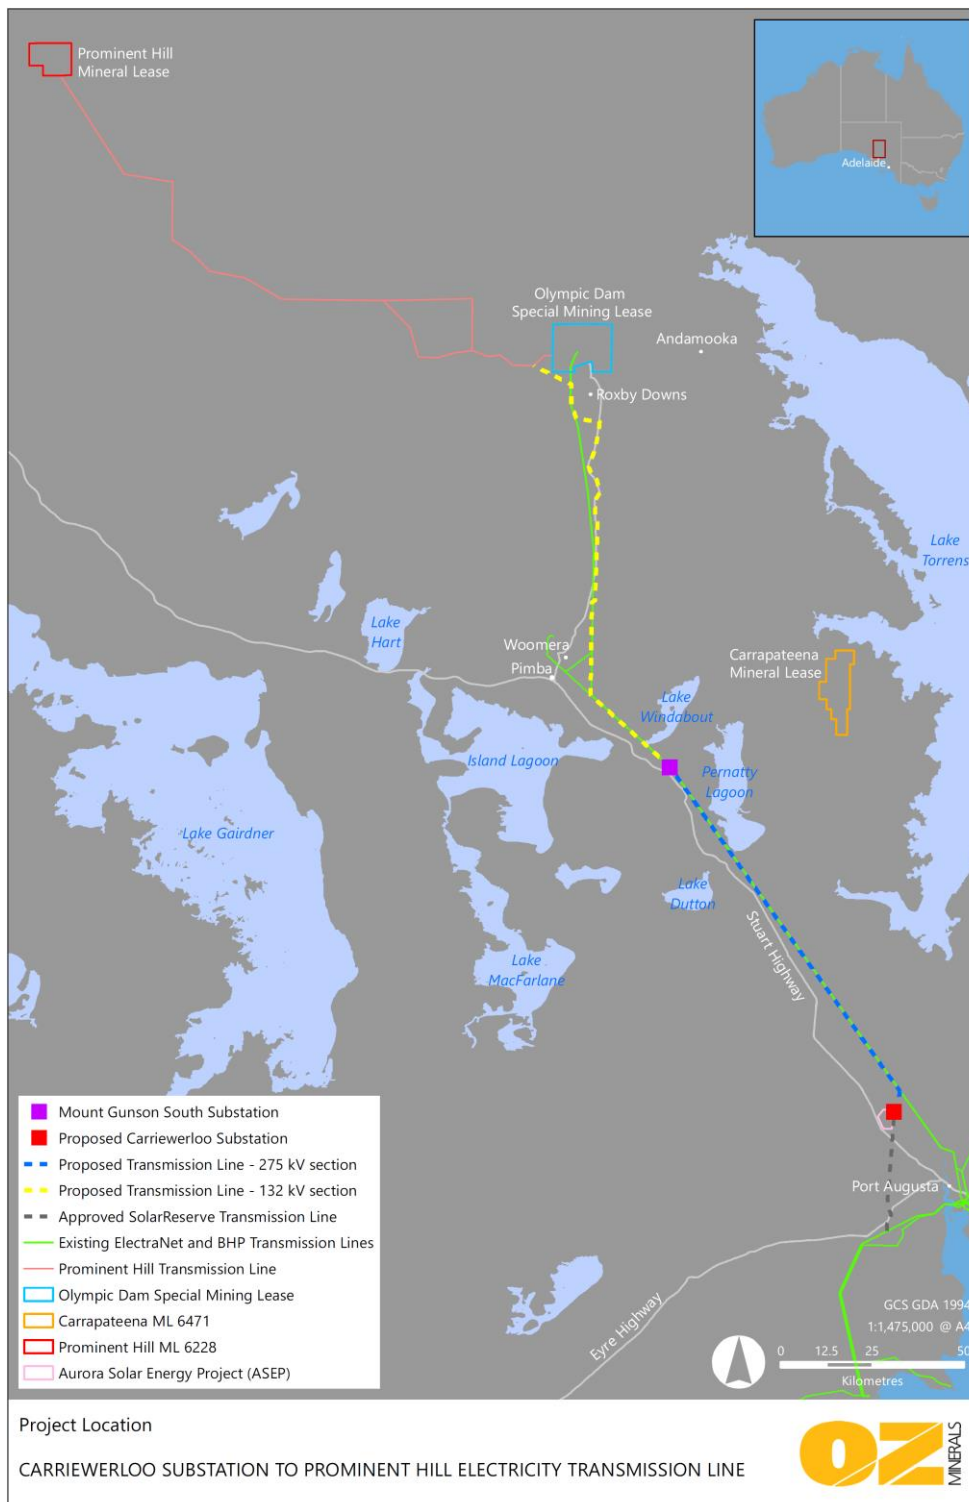 Prominent Hill
Mineral Lease
Adelaide
Olympic Dam
Special Mining Lease
Andamooka
Roxby Downs
Lake
Torrens
Lake
Hart
Woomera
Pimba
Carrapateena
Mineral Lease
Lake
Windabout
Island Lagoon
Pernatty
Lagoon
Lake Gairdner
Lake
Dutton
Stuart Highway
Lake
MacFarlane
Mount Gunson South Substation
Proposed Carriewerloo Substation
Proposed Transmission Line - 275 kV section
Proposed Transmission Line - 132 kV section
Approved SolarReserve Transmission Line
Existing ElectraNet and BHP Transmission Lines
Prominent Hill Transmission Line
Olympic Dam Special Mining Lease
Carrapateena ML 6471
Prominent Hill ML 6228
Aurora Solar Energy Project (ASEP)
Port Augusta
Eyre Highway
GCS GDA 1994
1:1,475,000 @ A4
0 12.5 25 50
Kilometres
Project Location
CARRIEWERLOO SUBSTATION TO PROMINENT HILL ELECTRICITY TRANSMISSION LINE
OZ
MINERALS